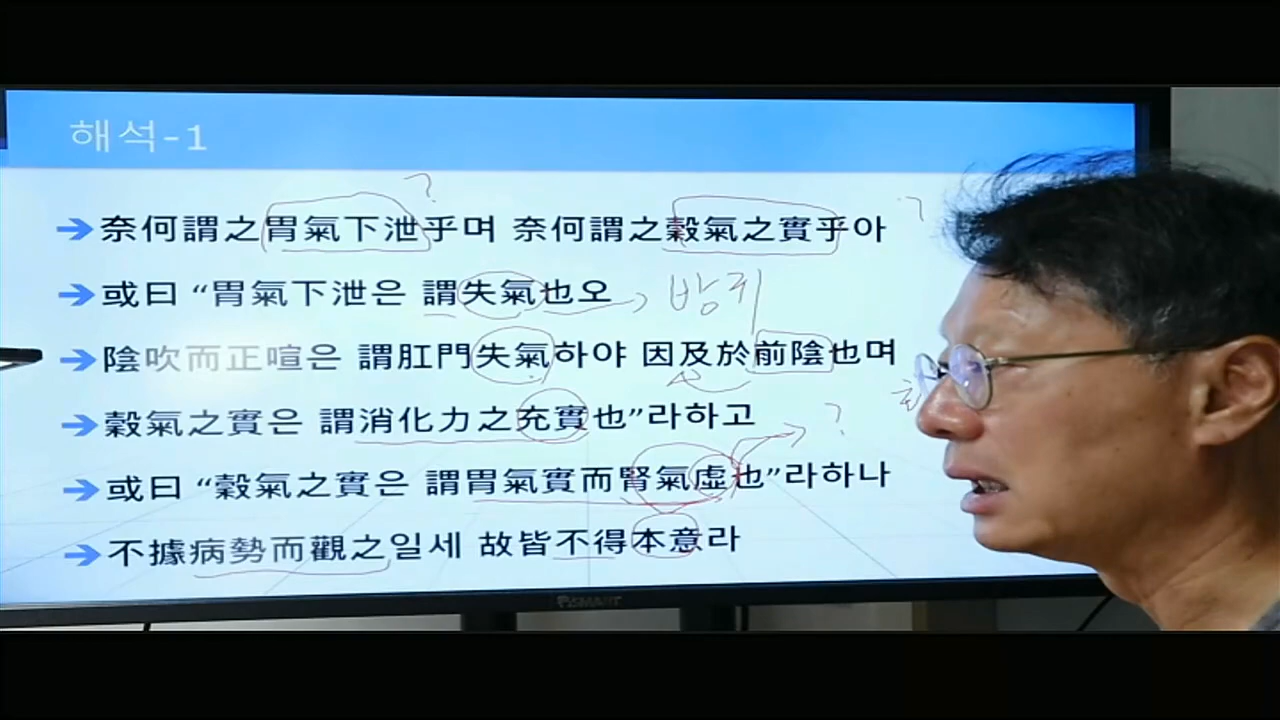 해석-1
?
➔ 奈何謂之胃氣下泄乎며 奈何謂之穀氣之實乎아
?
➔ 或曰 “胃氣下泄은 謂失氣也오
방귀
➔ 陰吹而正喧은 謂肛門失氣하야 因及於前陰也며
➔ 穀氣之實은 謂消化力之充實也”라하고
?
➔ 或曰 “穀氣之實은 謂胃氣實而腎氣虛也”라하나
➔ 不據病勢而觀之일세 故皆不得本意라